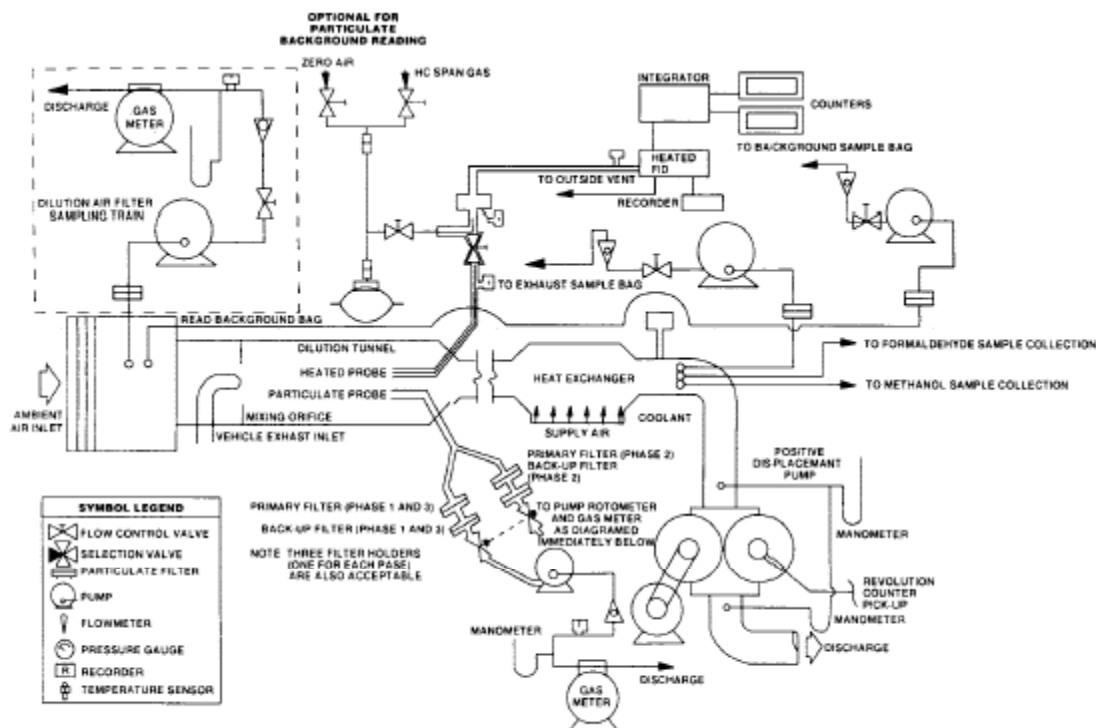 OPTIONAL FOR
PARTICULATE
BACKGROUND READING
ZERO AIR
HC SPAN GAS
INTEGRATOR
COUNTERS
DISCHARGE
GAS
METER
TO BACKGROUND SAMPLE BAG
HEATED
FID
TO OUTSIDE VENT
RECORDER
DILUTION AIR FILTER
SAMPLING TRAIN
TO EXHAUST SAMPLE BAG
READ BACKGROUND BAG
DILUTION TUNNEL
TO FORMALDEHYDE SAMPLE COLLECTION
HEATED PROBE
HEAT EXCHANGER
TO METHANOL SAMPLE COLLECTION
PARTICULATE PROBE
AMBIENT
AIR INLET
MIXING ORIFICE
COOLANT
VEHICLE EXHAST INLET
SUPPLY AIR
PRIMARY FILTER (PHASE 2)
BACK-UP FILTER
(PHASE 2)
POSITIVE
DISPLACEMANT
PUMP
PRIMARY FILTER (PHASE 1 AND 3)
BACK-UP FILTER (PHASE 1 AND 3)
TO PUMP ROTOMETER
AND GAS METER
AS DIAGRAMED
IMMEDIATELY BELOW
MANOMETER
NOTE THREE FILTER HOLDERS
(ONE FOR EACH PASE)
ARE ALSO ACCEPTABLE
REVOLUTION
COUNTER
PICK-UP
MANOMETER
MANOMETER
DISCHARGE
DISCHARGE
GAS
METER
SYMBOL LEGEND
FLOW CONTROL VALVE
SELECTION VALVE
PARTICULATE FILTER
PUMP
FLOWMETER
PRESSURE GAUGE
R RECORDER
TEMPERATURE SENSOR